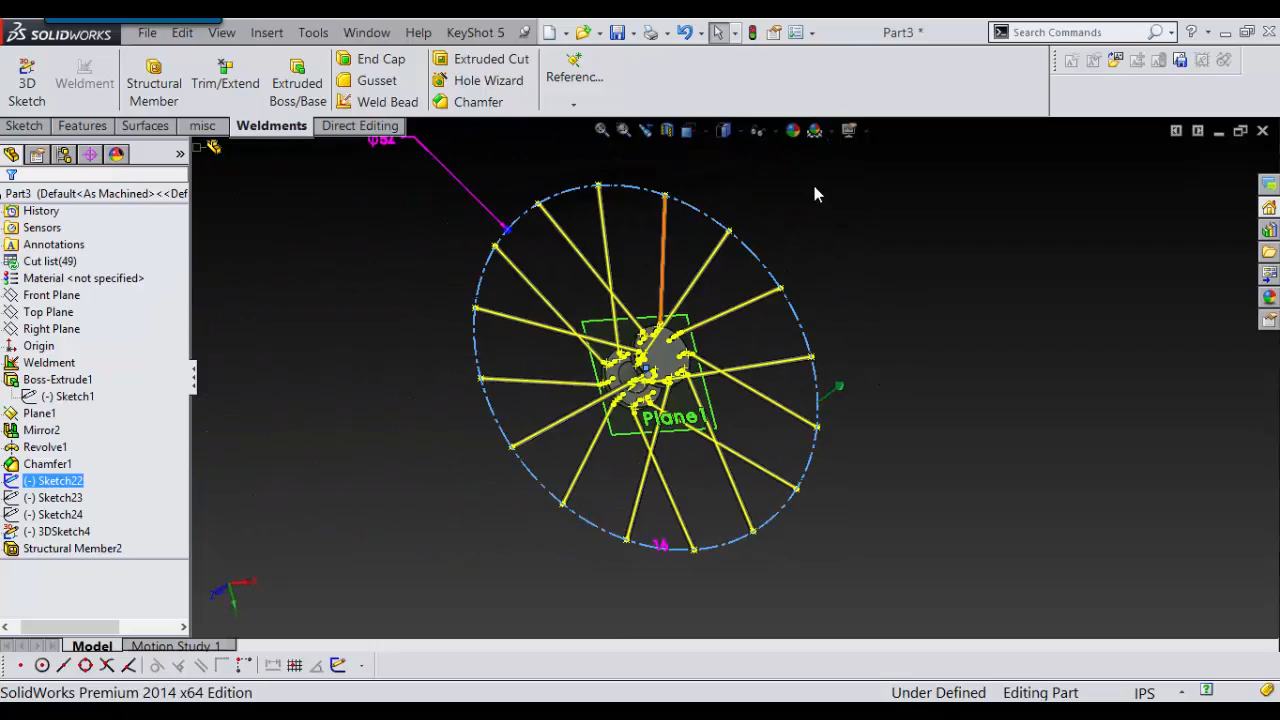 SOLIDWORKS File Edit View Insert Tools Window Help KeyShot 5 Part3 * Search Commands
3D Sketch
Weldment
Structural Member
Trim/Extend
Extruded Boss/Base
End Cap
Gusset
Weld Bead
Extruded Cut
Hole Wizard
Chamfer
Referenc...
Sketch Features Surfaces misc Weldments Direct Editing
Part3 (Default<As Machined><<Def
History
Sensors
Annotations
Cut list(49)
Material <not specified>
Front Plane
Top Plane
Right Plane
Origin
Weldment
Boss-Extrude1
(-) Sketch1
Plane1
Mirror2
Revolve1
Chamfer1
(-) Sketch22
(-) Sketch23
(-) Sketch24
(-) 3DSketch4
Structural Member2
φ52
Plane1
16
X
Z
Model Motion Study 1
SolidWorks Premium 2014 x64 Edition Under Defined Editing Part IPS